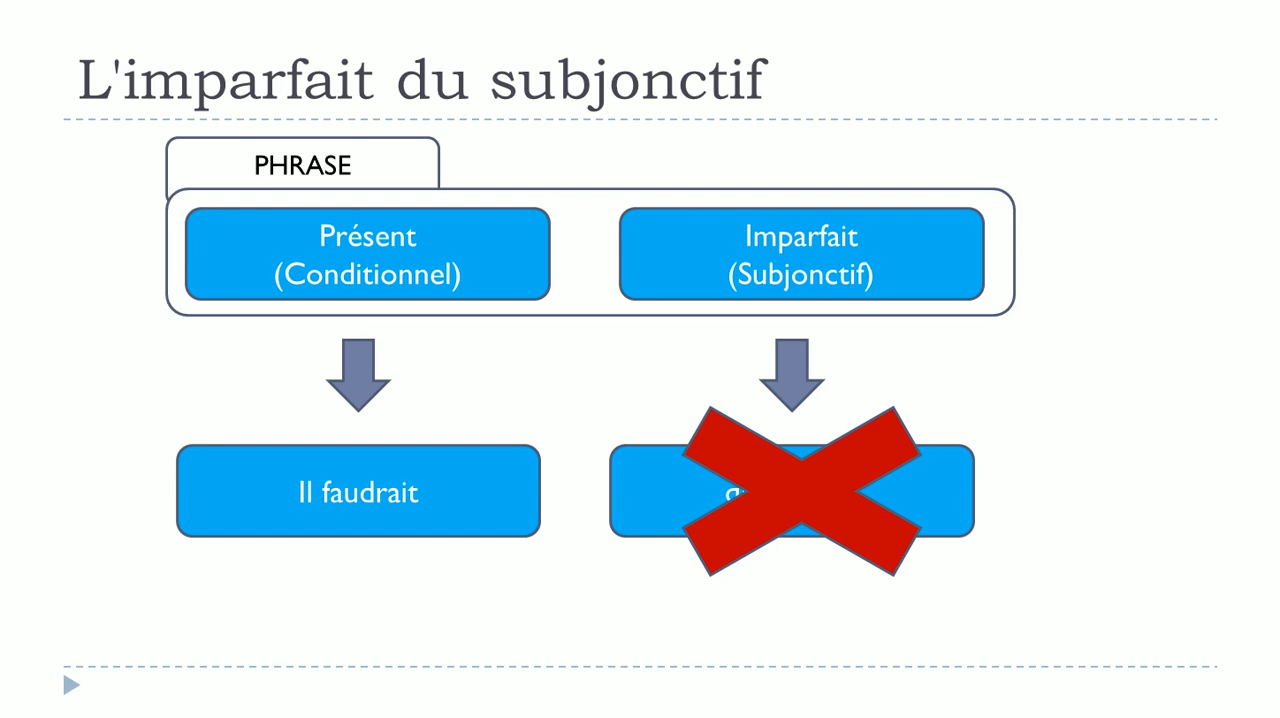 L'imparfait du subjonctif
PHRASE
Présent
(Conditionnel)
Imparfait
(Subjonctif)
Il faudrait